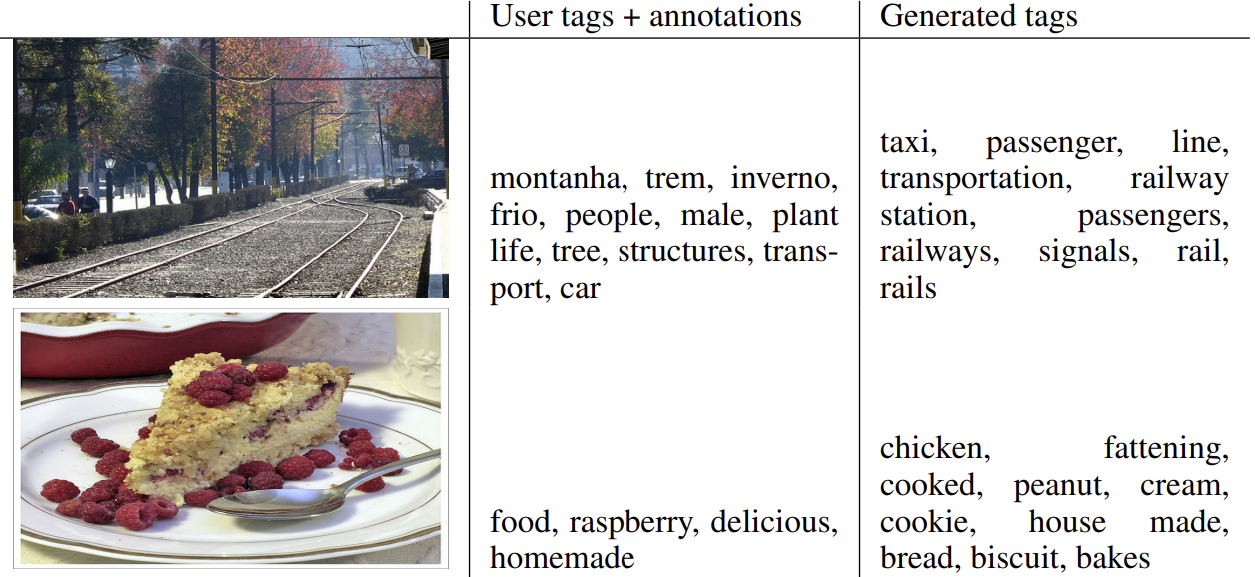 User tags + annotations
Generated tags
montanha, trem, inverno,
frio, people, male, plant
life, tree, structures, trans-
port, car
taxi, passenger, line,
transportation, railway
station, passengers,
railways, signals, rail,
rails
food, raspberry, delicious,
homemade
chicken, fattening,
cooked, peanut, cream,
cookie, house made,
bread, biscuit, bakes